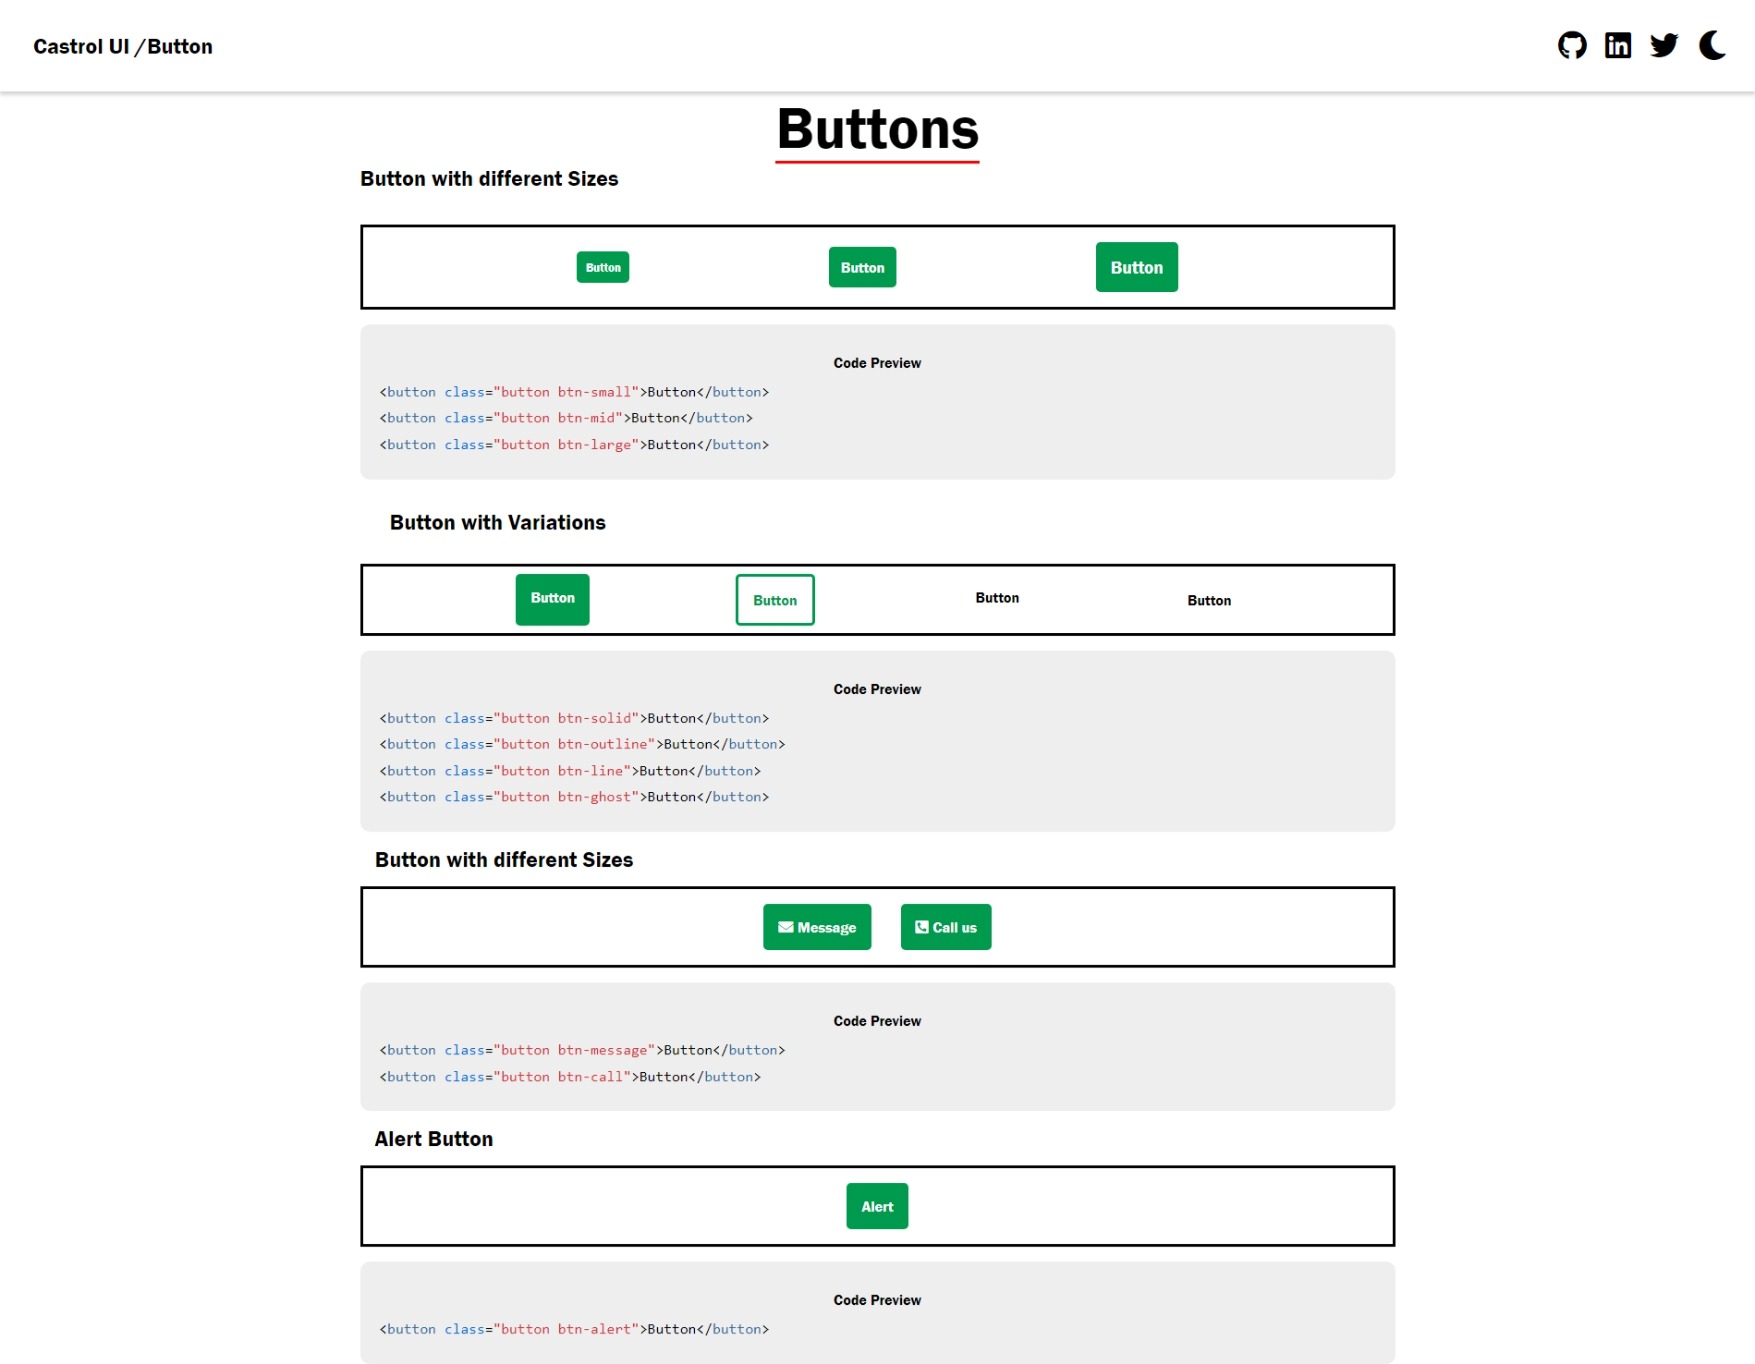 Castrol UI /Button
Buttons
Button with different Sizes
Button Button Button
Code Preview
<button class="button btn-small">Button</button>
<button class="button btn-mid">Button</button>
<button class="button btn-large">Button</button>
Button with Variations
Button Button Button Button
Code Preview
<button class="button btn-solid">Button</button>
<button class="button btn-outline">Button</button>
<button class="button btn-line">Button</button>
<button class="button btn-ghost">Button</button>
Button with different Sizes
Message Call us
Code Preview
<button class="button btn-message">Button</button>
<button class="button btn-call">Button</button>
Alert Button
Alert
Code Preview
<button class="button btn-alert">Button</button>